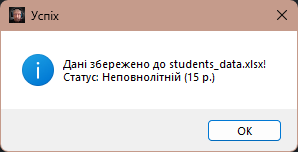 Успіх
Дані збережено до students_data.xlsx!
Статус: Неповнолітній (15 р.)
OK